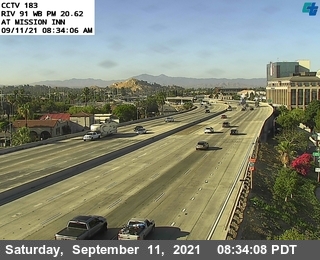 CCTV 183
RIV 91 WB PM 20.62
AT MISSION INN
09/11/21 08:34:06 AM
Saturday, September 11, 2021 08:34:08 PDT